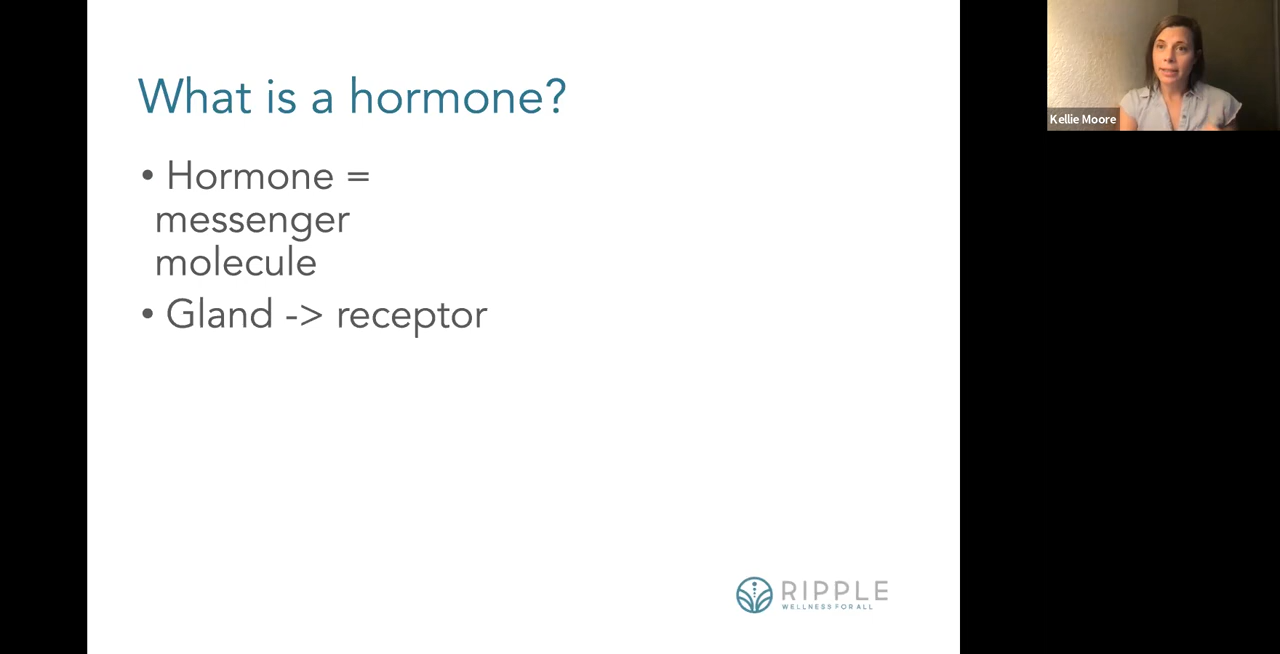 What is a hormone?
• Hormone =
messenger
molecule
• Gland -> receptor
Kellie Moore
RIPPLE
WELLNESS FOR ALL